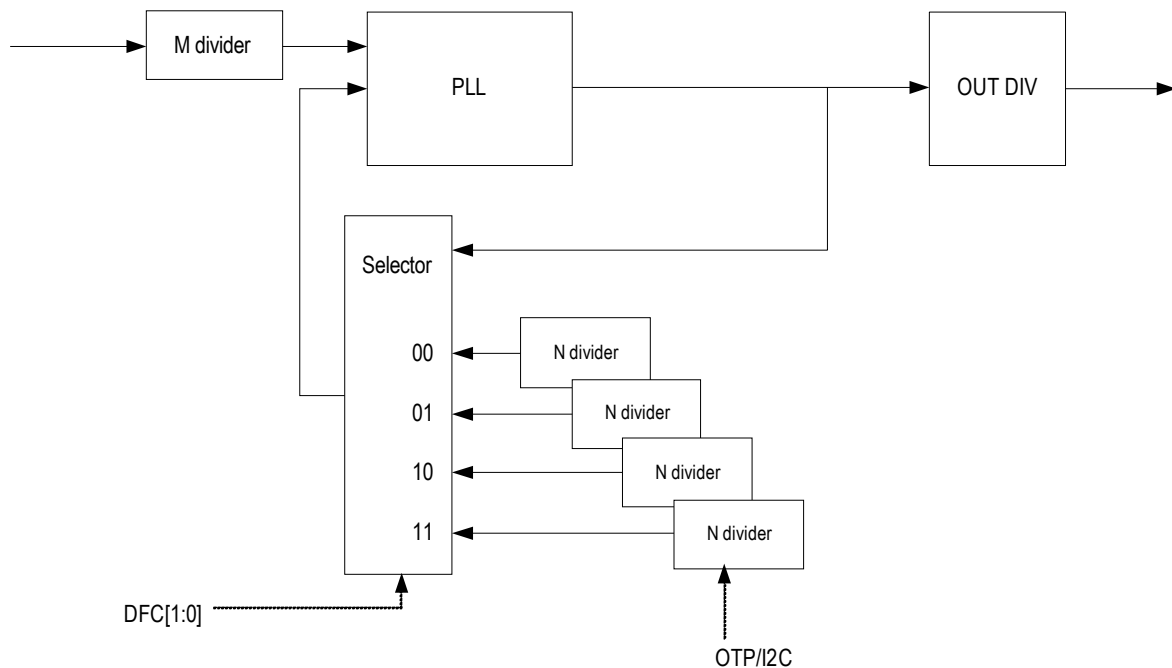 M divider
PLL
OUT DIV
Selector
00
N divider
01
N divider
10
N divider
11
N divider
DFC[1:0]
OTP/I2C